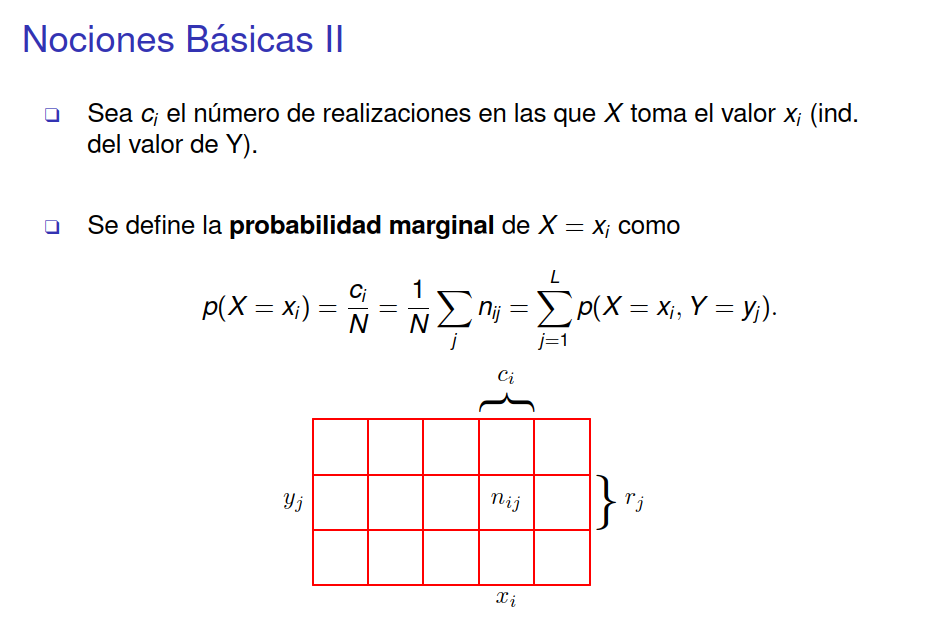 Nociones Básicas II
❏ Sea c_i el número de realizaciones en las que X toma el valor x_i (ind.
del valor de Y).
❏ Se define la probabilidad marginal de X = x_i como
p(X = x_i) = \frac{c_i}{N} = \frac{1}{N} \sum_j n_{ij} = \sum_{j=1}^{L} p(X = x_i, Y = y_j).
c_i
y_j n_{ij} } r_j
x_i